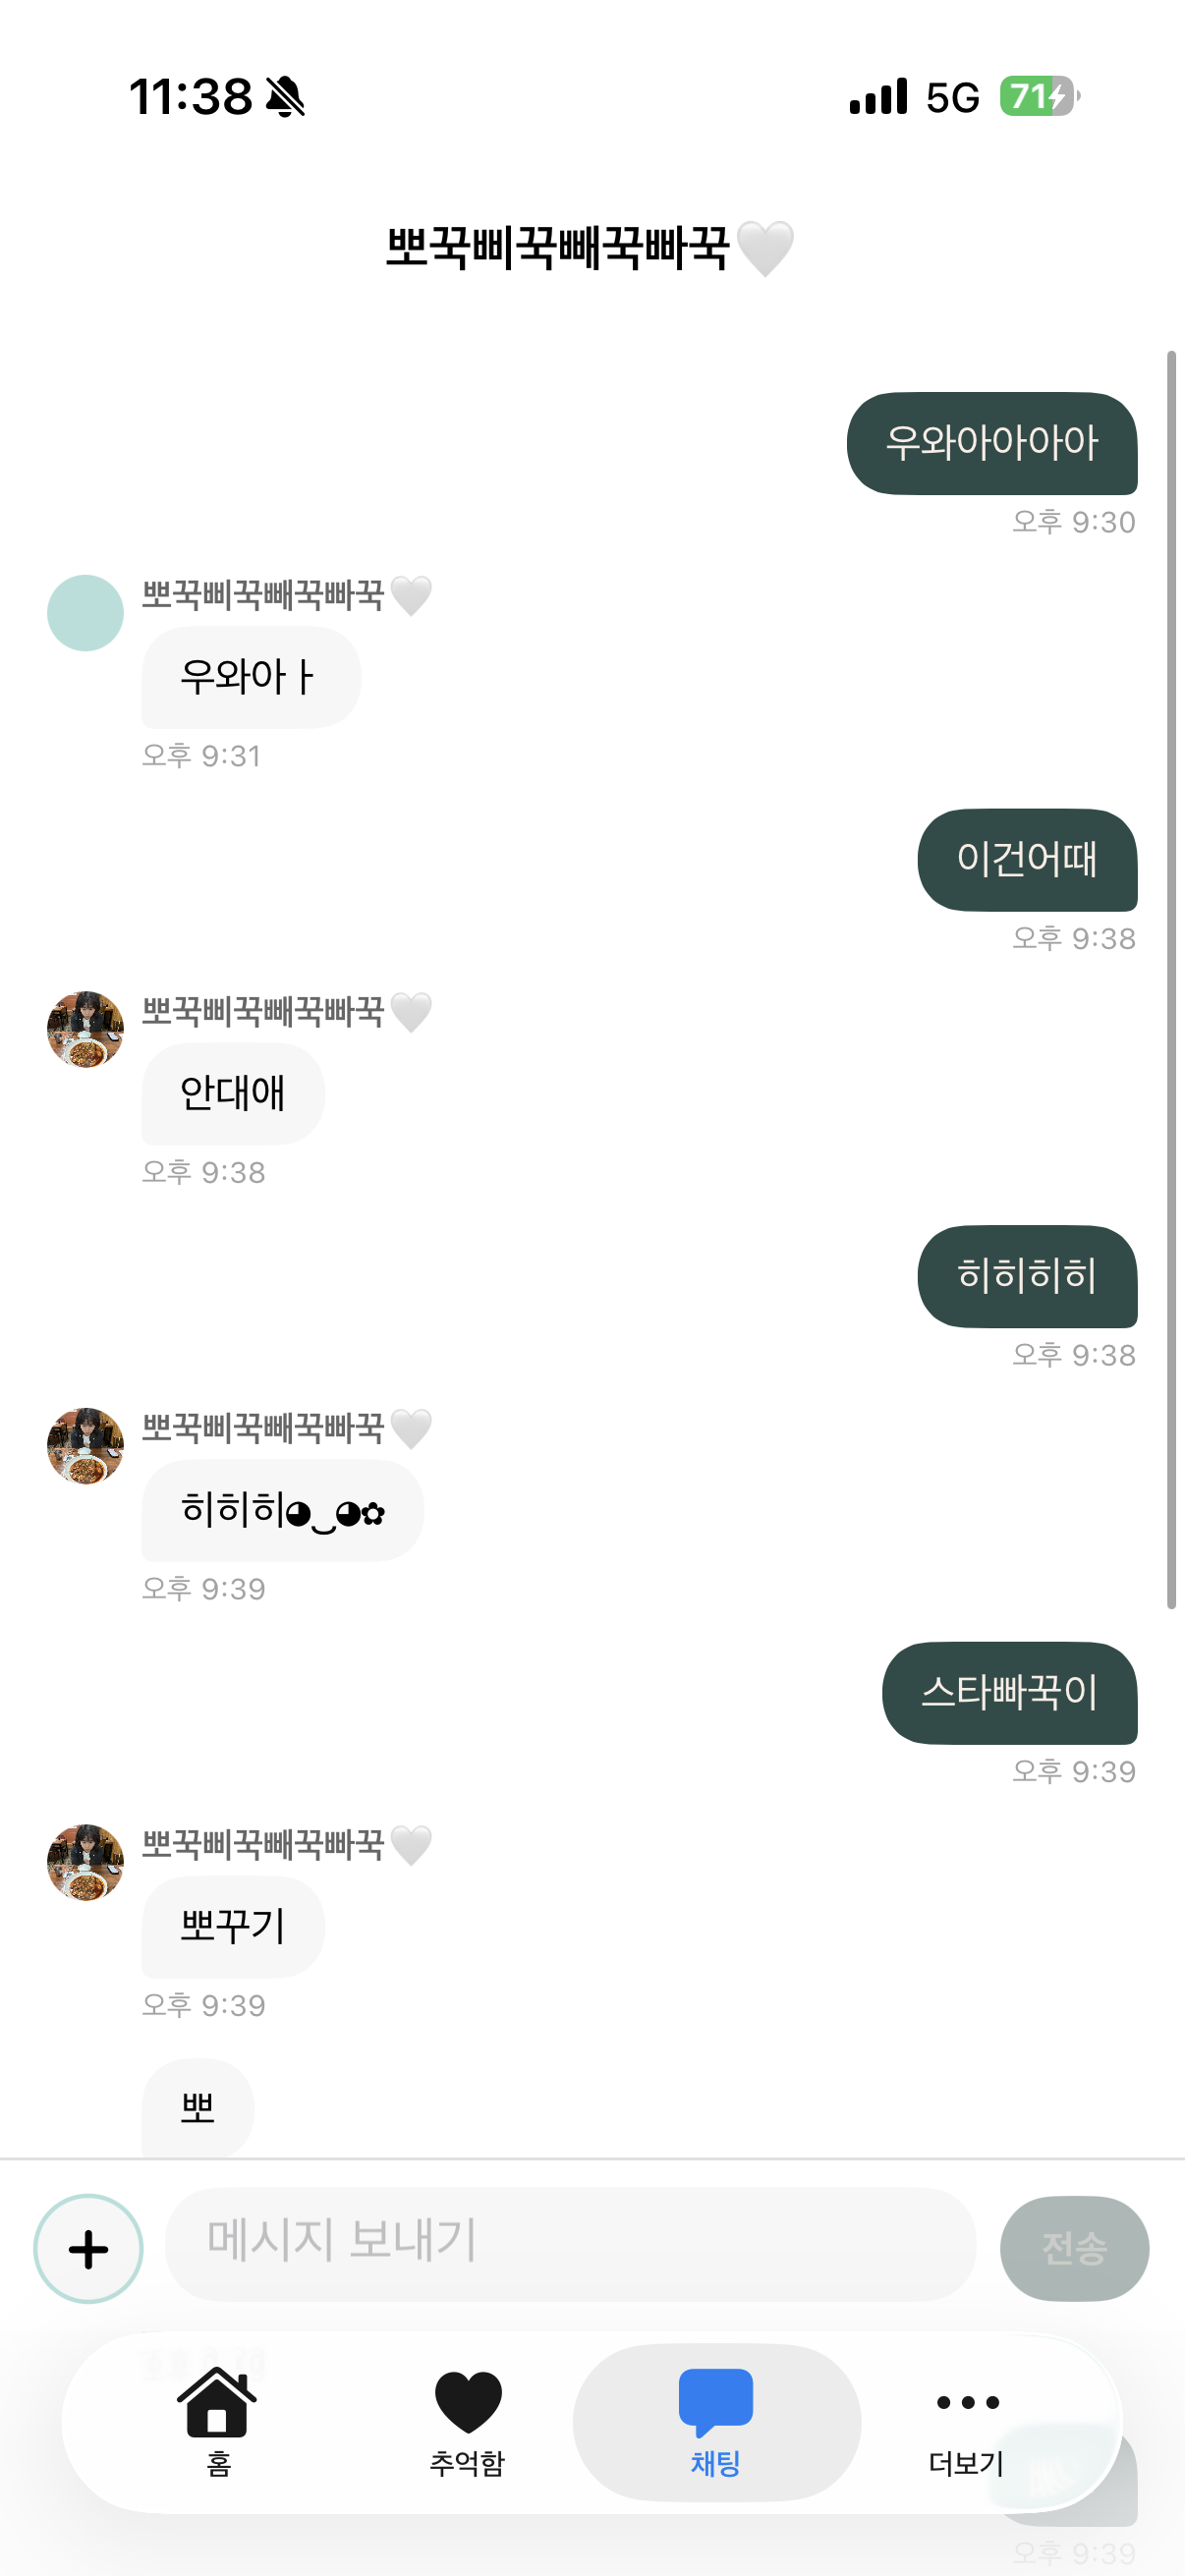 11:38
5G 71
뽀꾹삐꾹빼꾹빠꾹🤍
우와아아아아
오후 9:30
뽀꾹삐꾹빼꾹빠꾹🤍
우와아ㅏ
오후 9:31
이건어때
오후 9:38
뽀꾹삐꾹빼꾹빠꾹🤍
안대애
오후 9:38
히히히히
오후 9:38
뽀꾹삐꾹빼꾹빠꾹🤍
히히히◕‿◕✿
오후 9:39
스타빠꾹이
오후 9:39
뽀꾹삐꾹빼꾹빠꾹🤍
뽀꾸기
오후 9:39
뽀
메시지 보내기
전송
홈
추억함
채팅
더보기
오후 9:39